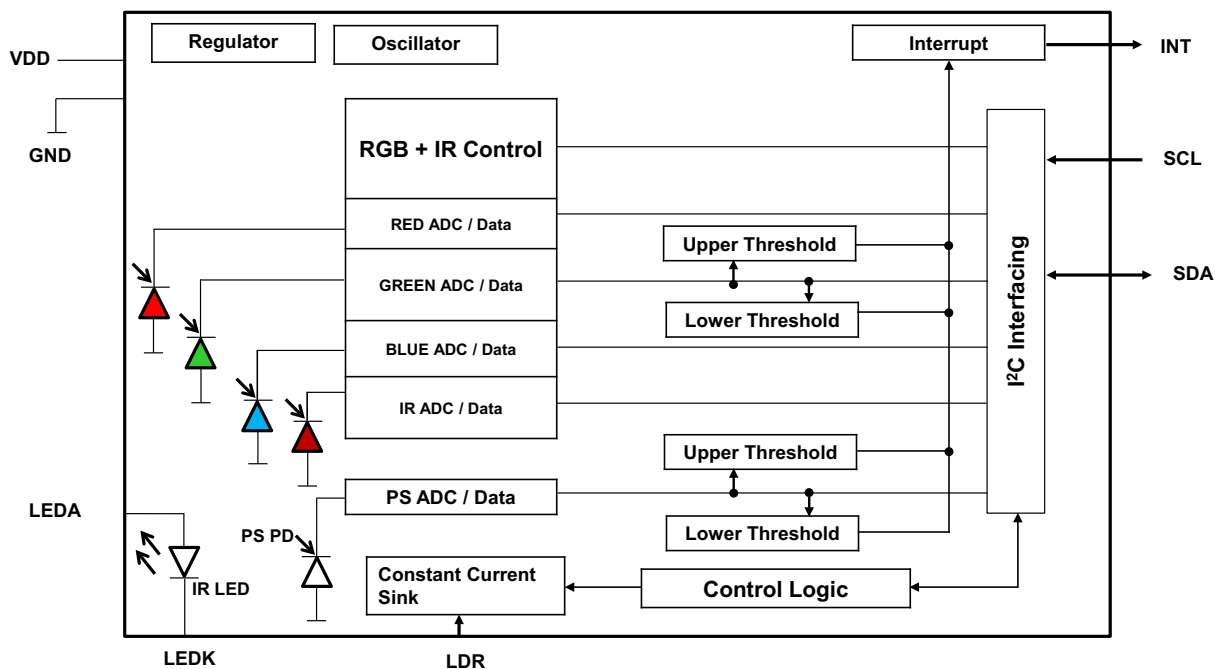 Regulator
Oscillator
Interrupt
INT
VDD
GND
RGB + IR Control
SCL
RED ADC / Data
Upper Threshold
GREEN ADC / Data
SDA
Lower Threshold
BLUE ADC / Data
I²C Interfacing
IR ADC / Data
Upper Threshold
PS ADC / Data
LEDA
PS PD
Lower Threshold
IR LED
Constant Current
Sink
Control Logic
LEDK
LDR